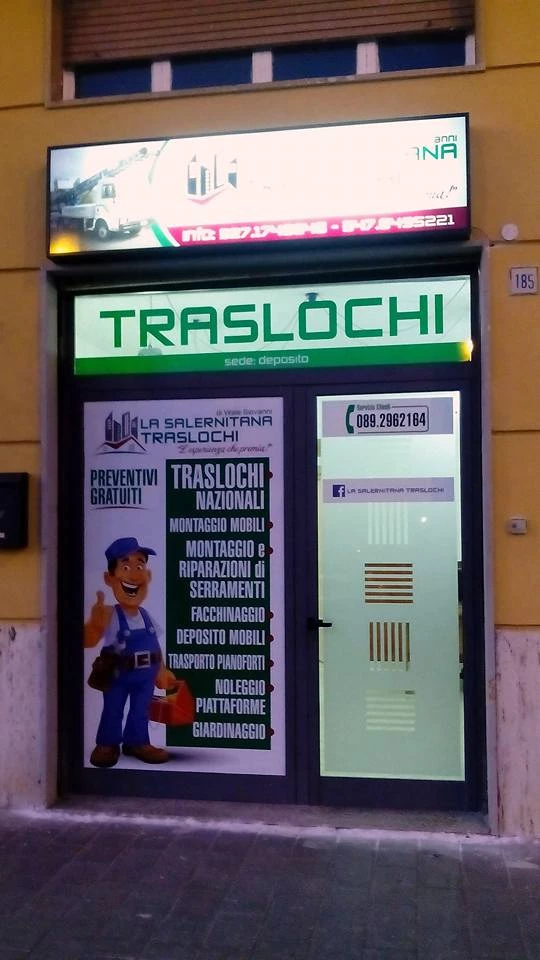 anni
info:
185
TRASLOCHI
sede: deposito
di Vitale Giovanni
LA SALERNITANA
TRASLOCHI
L'esperienza che premia!"
PREVENTIVI
GRATUITI
TRASLOCHI
NAZIONALI
MONTAGGIO MOBILI
MONTAGGIO e
RIPARAZIONI di
SERRAMENTI
FACCHINAGGIO
DEPOSITO MOBILI
TRASPORTO PIANOFORTI
NOLEGGIO
PIATTAFORME
GIARDINAGGIO
Servizio Clienti
089.2962164
f LA SALERNITANA TRASLOCHI